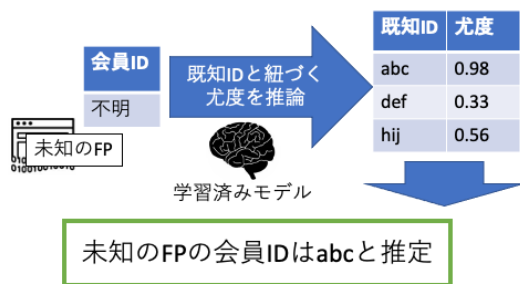 会員ID
不明
未知のFP
010010010010
既知IDと紐づく
尤度を推論
学習済みモデル
既知ID 尤度
abc 0.98
def 0.33
hij 0.56
未知のFPの会員IDはabcと推定